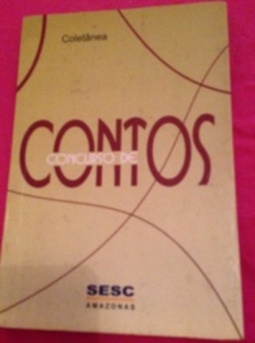 Coletânea
CONCURSO DE
CONTOS
SESC
AMAZONAS